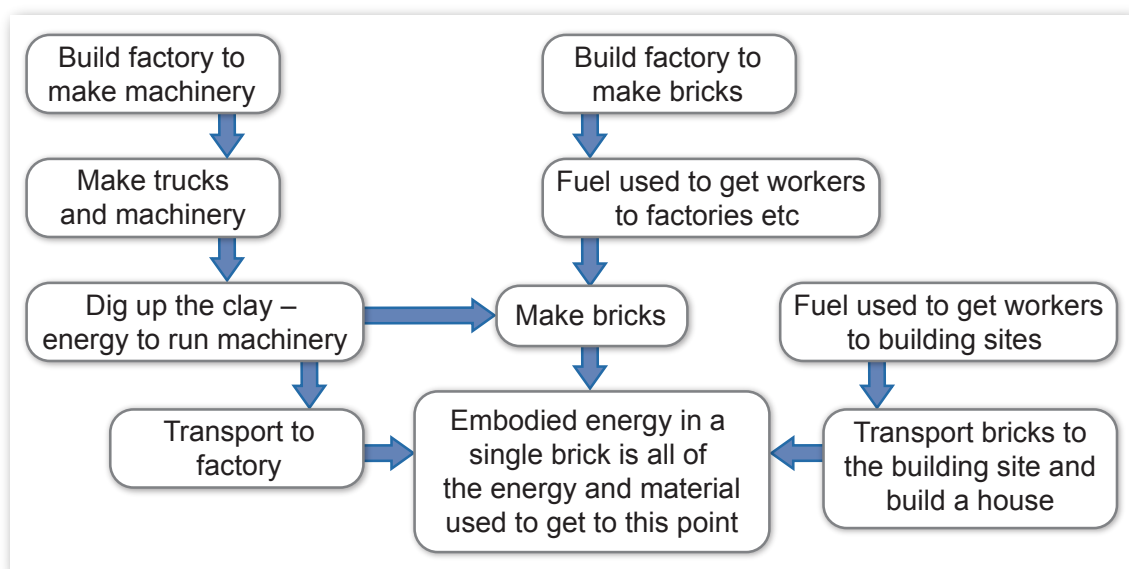 Build factory to
make machinery
Build factory to
make bricks
Make trucks
and machinery
Fuel used to get workers
to factories etc
Dig up the clay –
energy to run machinery
Make bricks
Fuel used to get workers
to building sites
Transport to
factory
Embodied energy in a
single brick is all of
the energy and material
used to get to this point
Transport bricks to
the building site and
build a house